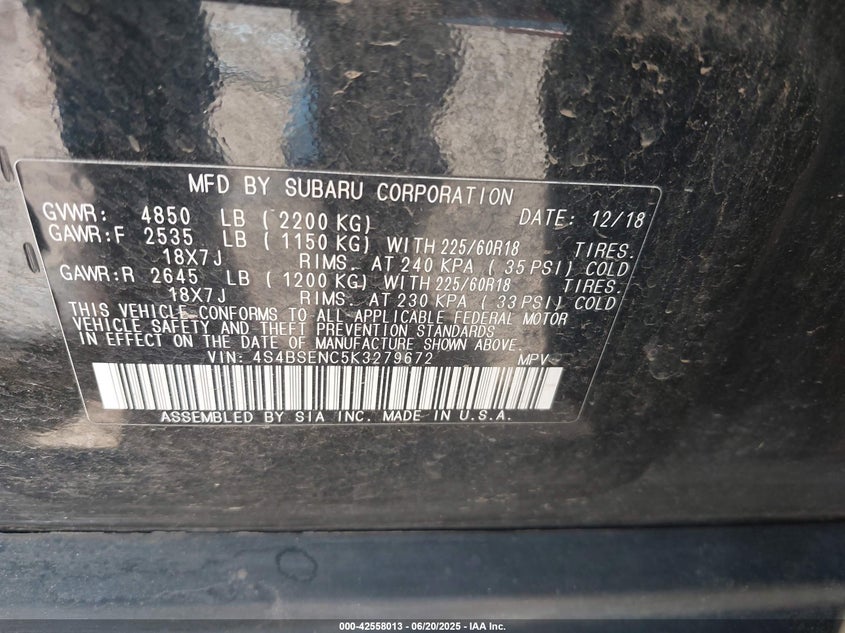 MFD BY SUBARU CORPORATION
GVWR: 4850 LB ( 2200 KG) DATE: 12/18
GAWR:F 2535 LB ( 1150 KG) WITH 225/60R18 TIRES.
18X7J RIMS. AT 240 KPA ( 35 PSI) COLD
GAWR:R 2645 LB ( 1200 KG) WITH 225/60R18 TIRES.
18X7J RIMS. AT 230 KPA ( 33 PSI) COLD
THIS VEHICLE CONFORMS TO ALL APPLICABLE FEDERAL MOTOR
VEHICLE SAFETY AND THEFT PREVENTION STANDARDS
IN EFFECT ON THE DATE OF MANUFACTURE SHOWN ABOVE.
VIN: 4S4BSENC5K3279672 MPV
ASSEMBLED BY SIA INC. MADE IN U.S.A.
000-42558013 - 06/20/2025 - IAA Inc.